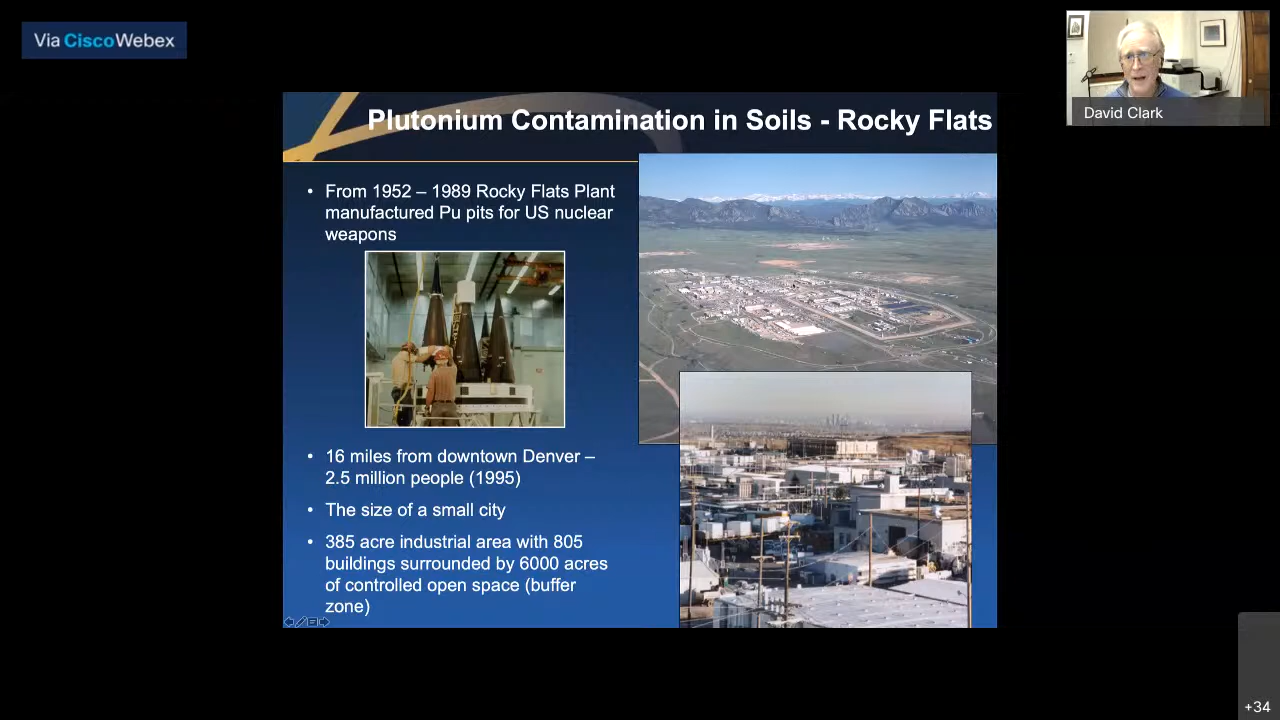 Via CiscoWebex
David Clark
Plutonium Contamination in Soils - Rocky Flats
• From 1952 – 1989 Rocky Flats Plant
manufactured Pu pits for US nuclear
weapons
• 16 miles from downtown Denver –
2.5 million people (1995)
• The size of a small city
• 385 acre industrial area with 805
buildings surrounded by 6000 acres
of controlled open space (buffer
zone)
+34